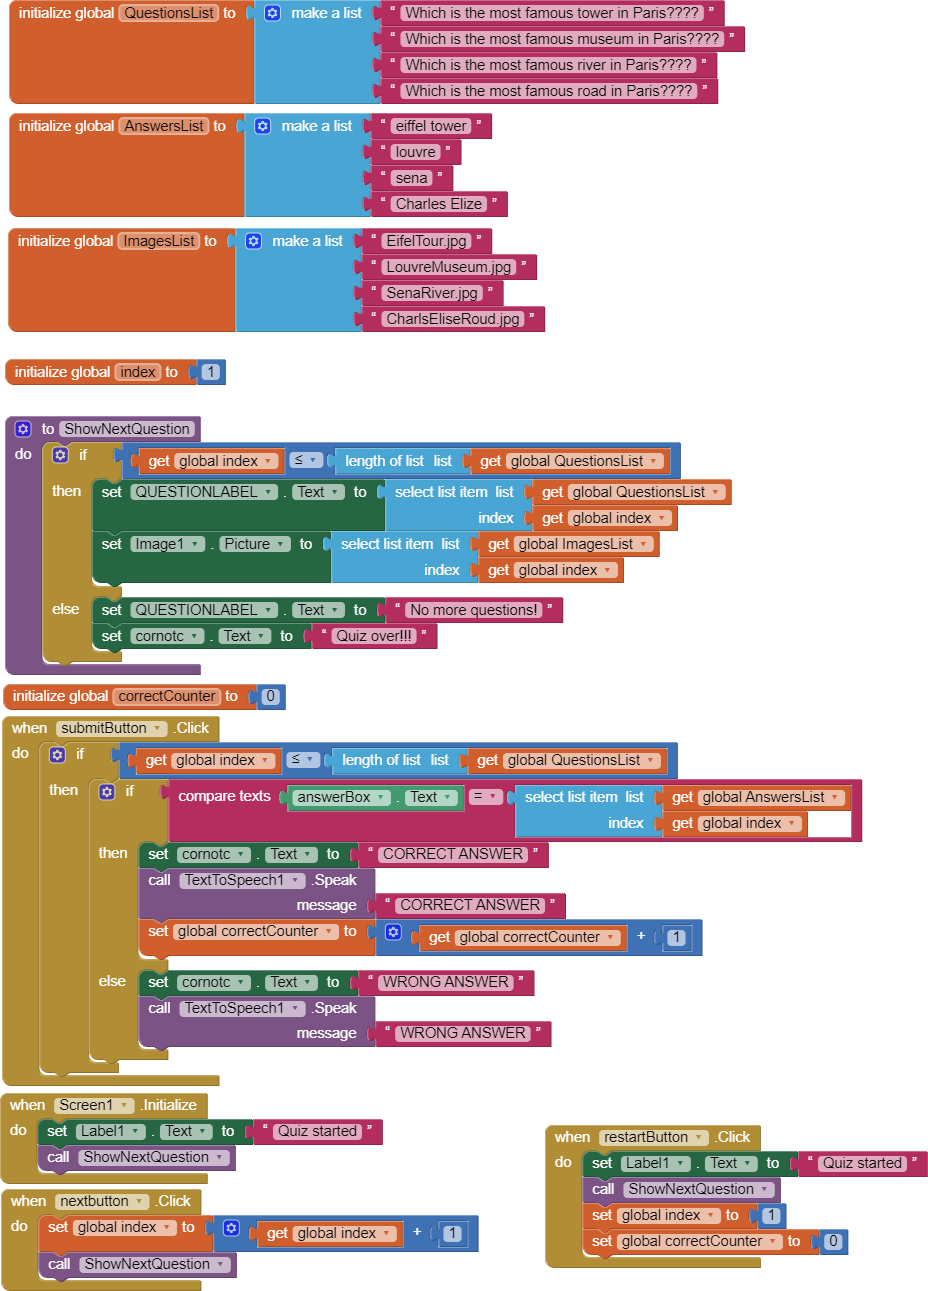 initialize global QuestionsList to make a list " Which is the most famous tower in Paris???? "
" Which is the most famous museum in Paris???? "
" Which is the most famous river in Paris???? "
" Which is the most famous road in Paris???? "
initialize global AnswersList to make a list " eiffel tower "
" louvre "
" sena "
" Charles Elize "
initialize global ImagesList to make a list " EifelTour.jpg "
" LouvreMuseum.jpg "
" SenaRiver.jpg "
" CharlsEliseRoud.jpg "
initialize global index to 1
to ShowNextQuestion
do if get global index ≤ length of list list get global QuestionsList
then set QUESTIONLABEL . Text to select list item list get global QuestionsList
index get global index
set Image1 . Picture to select list item list get global ImagesList
index get global index
else set QUESTIONLABEL . Text to " No more questions! "
set cornotc . Text to " Quiz over!!! "
initialize global correctCounter to 0
when submitButton .Click
do if get global index ≤ length of list list get global QuestionsList
then if compare texts answerBox . Text = select list item list get global AnswersList
index get global index
then set cornotc . Text to " CORRECT ANSWER "
call TextToSpeech1 .Speak
message " CORRECT ANSWER "
set global correctCounter to get global correctCounter + 1
else set cornotc . Text to " WRONG ANSWER "
call TextToSpeech1 .Speak
message " WRONG ANSWER "
when Screen1 .Initialize
do set Label1 . Text to " Quiz started "
call ShowNextQuestion
when nextbutton .Click
do set global index to get global index + 1
call ShowNextQuestion
when restartButton .Click
do set Label1 . Text to " Quiz started "
call ShowNextQuestion
set global index to 1
set global correctCounter to 0